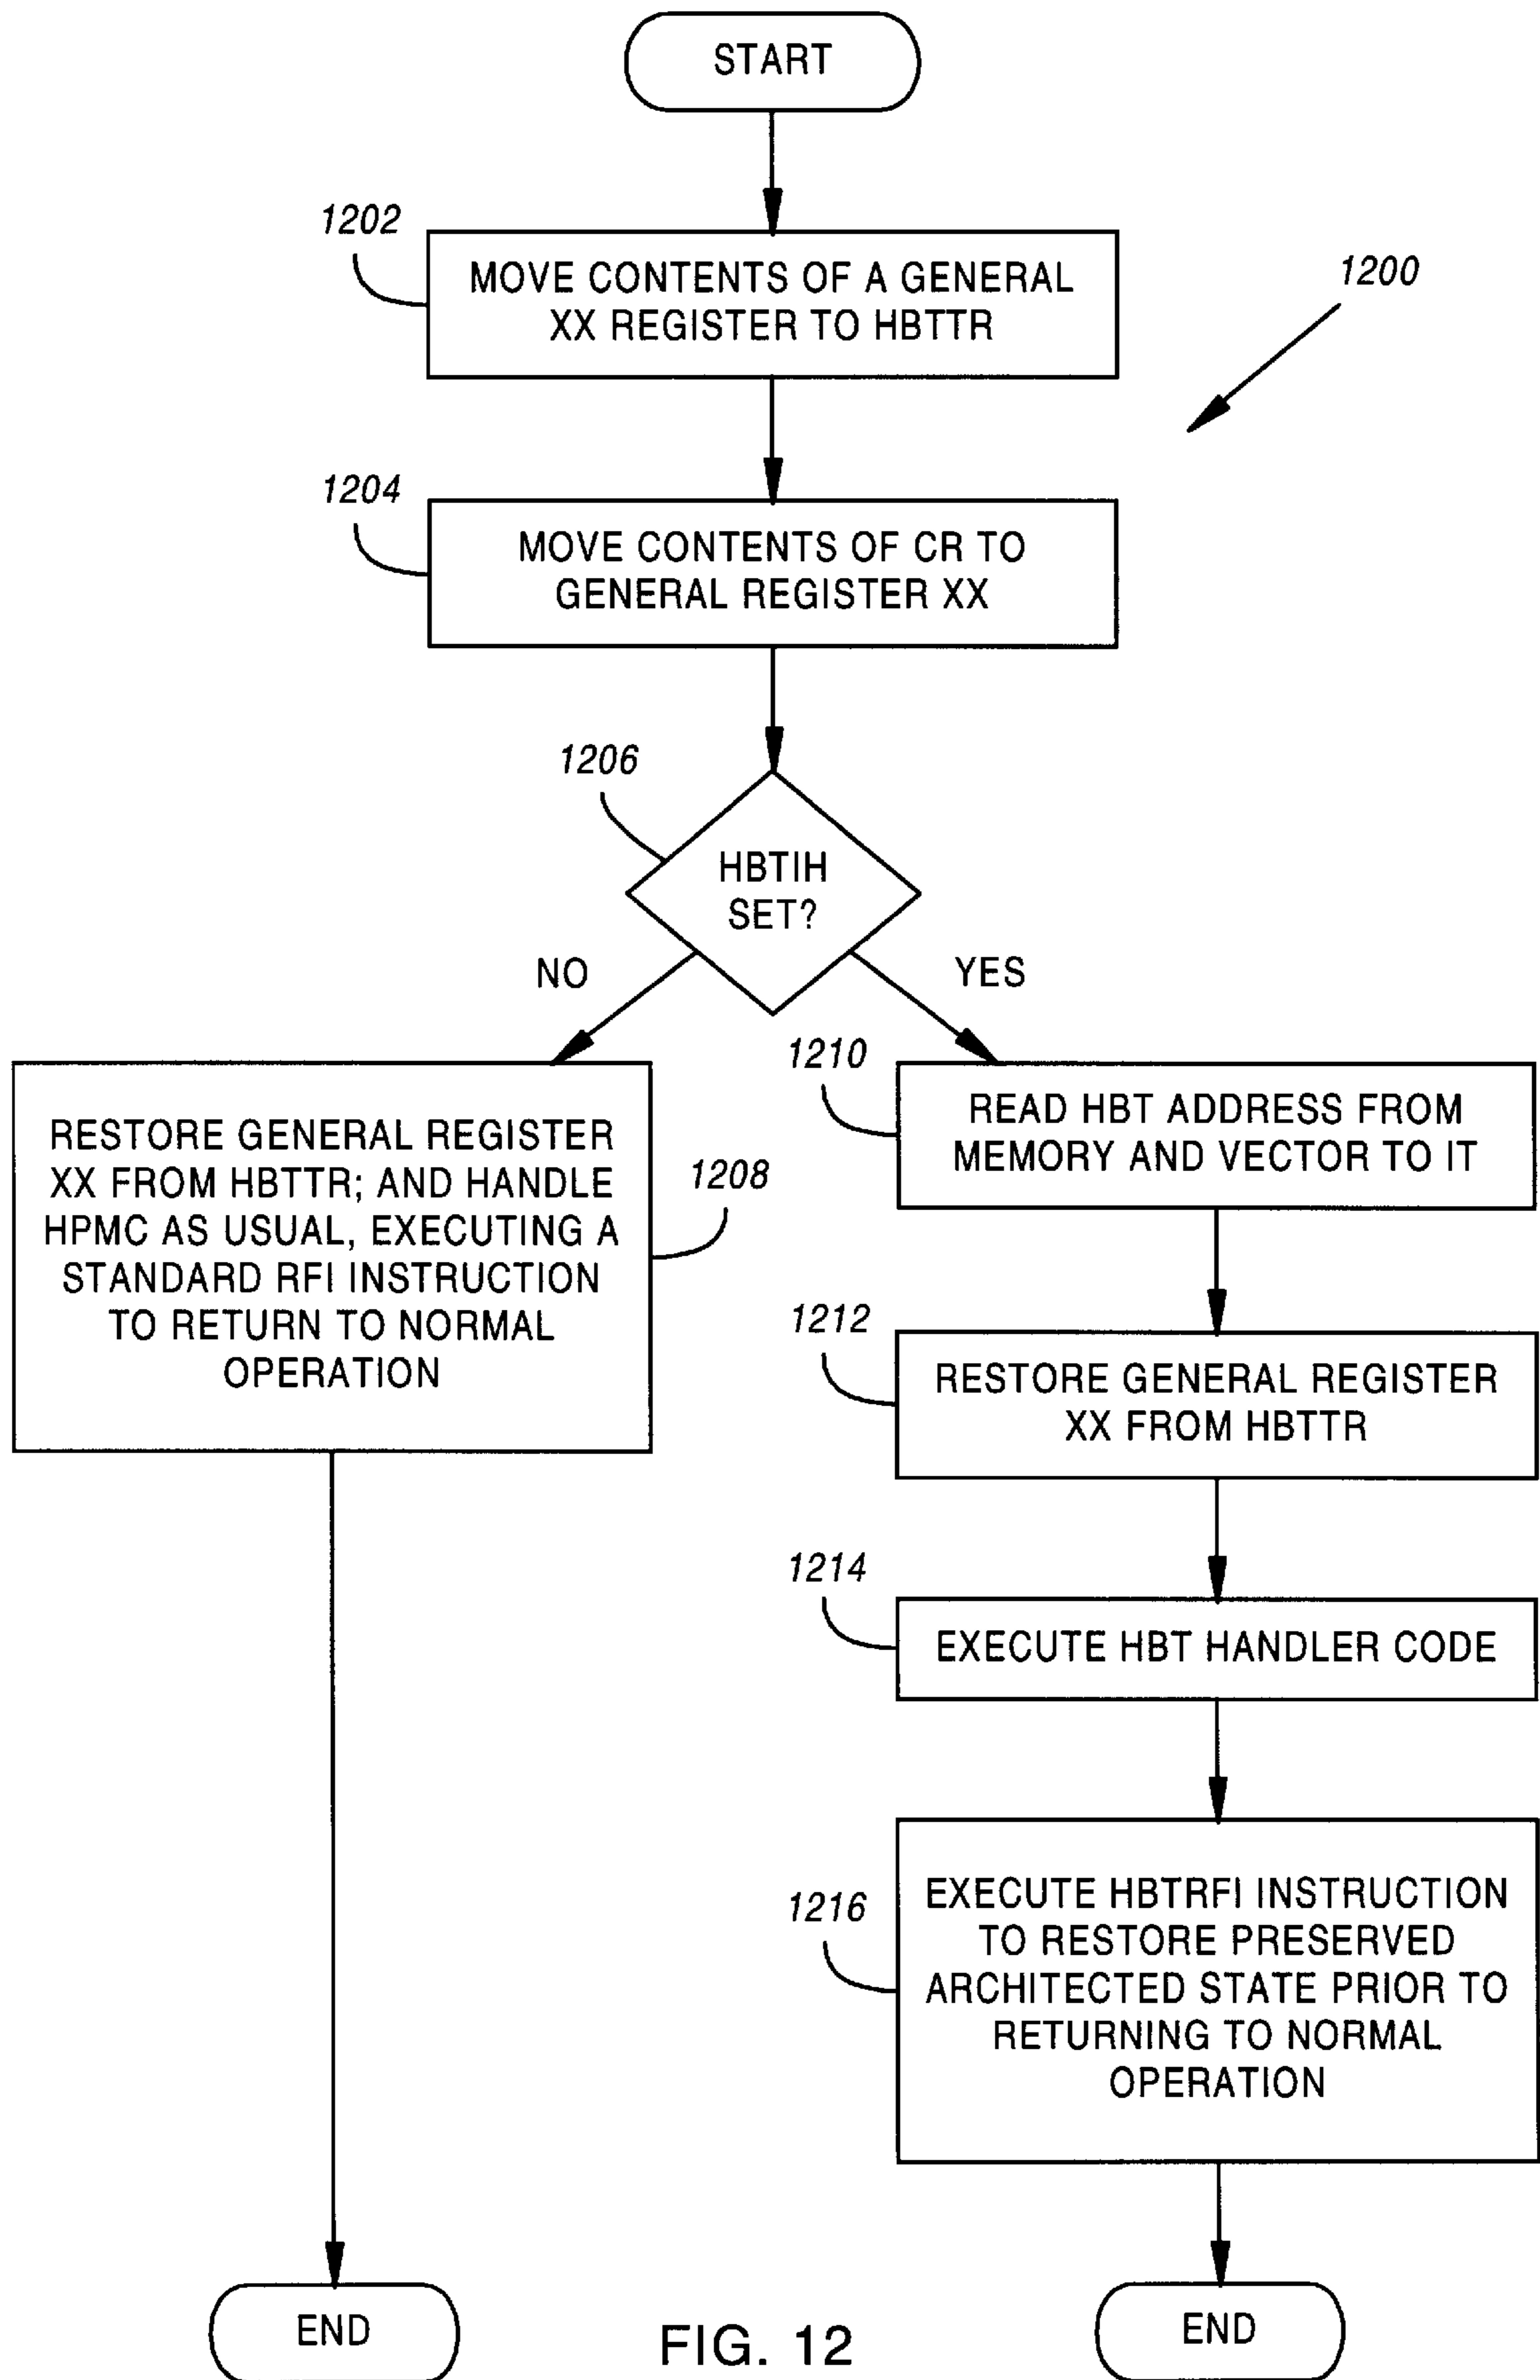 START
1202
MOVE CONTENTS OF A GENERAL
XX REGISTER TO HBTTR
1200
1204
MOVE CONTENTS OF CR TO
GENERAL REGISTER XX
1206
HBTIH
SET?
NO
YES
RESTORE GENERAL REGISTER
XX FROM HBTTR; AND HANDLE
HPMC AS USUAL, EXECUTING A
STANDARD RFI INSTRUCTION
TO RETURN TO NORMAL
OPERATION
1208
1210
READ HBT ADDRESS FROM
MEMORY AND VECTOR TO IT
1212
RESTORE GENERAL REGISTER
XX FROM HBTTR
1214
EXECUTE HBT HANDLER CODE
1216
EXECUTE HBTRFI INSTRUCTION
TO RESTORE PRESERVED
ARCHITECTED STATE PRIOR TO
RETURNING TO NORMAL
OPERATION
END
END
FIG. 12